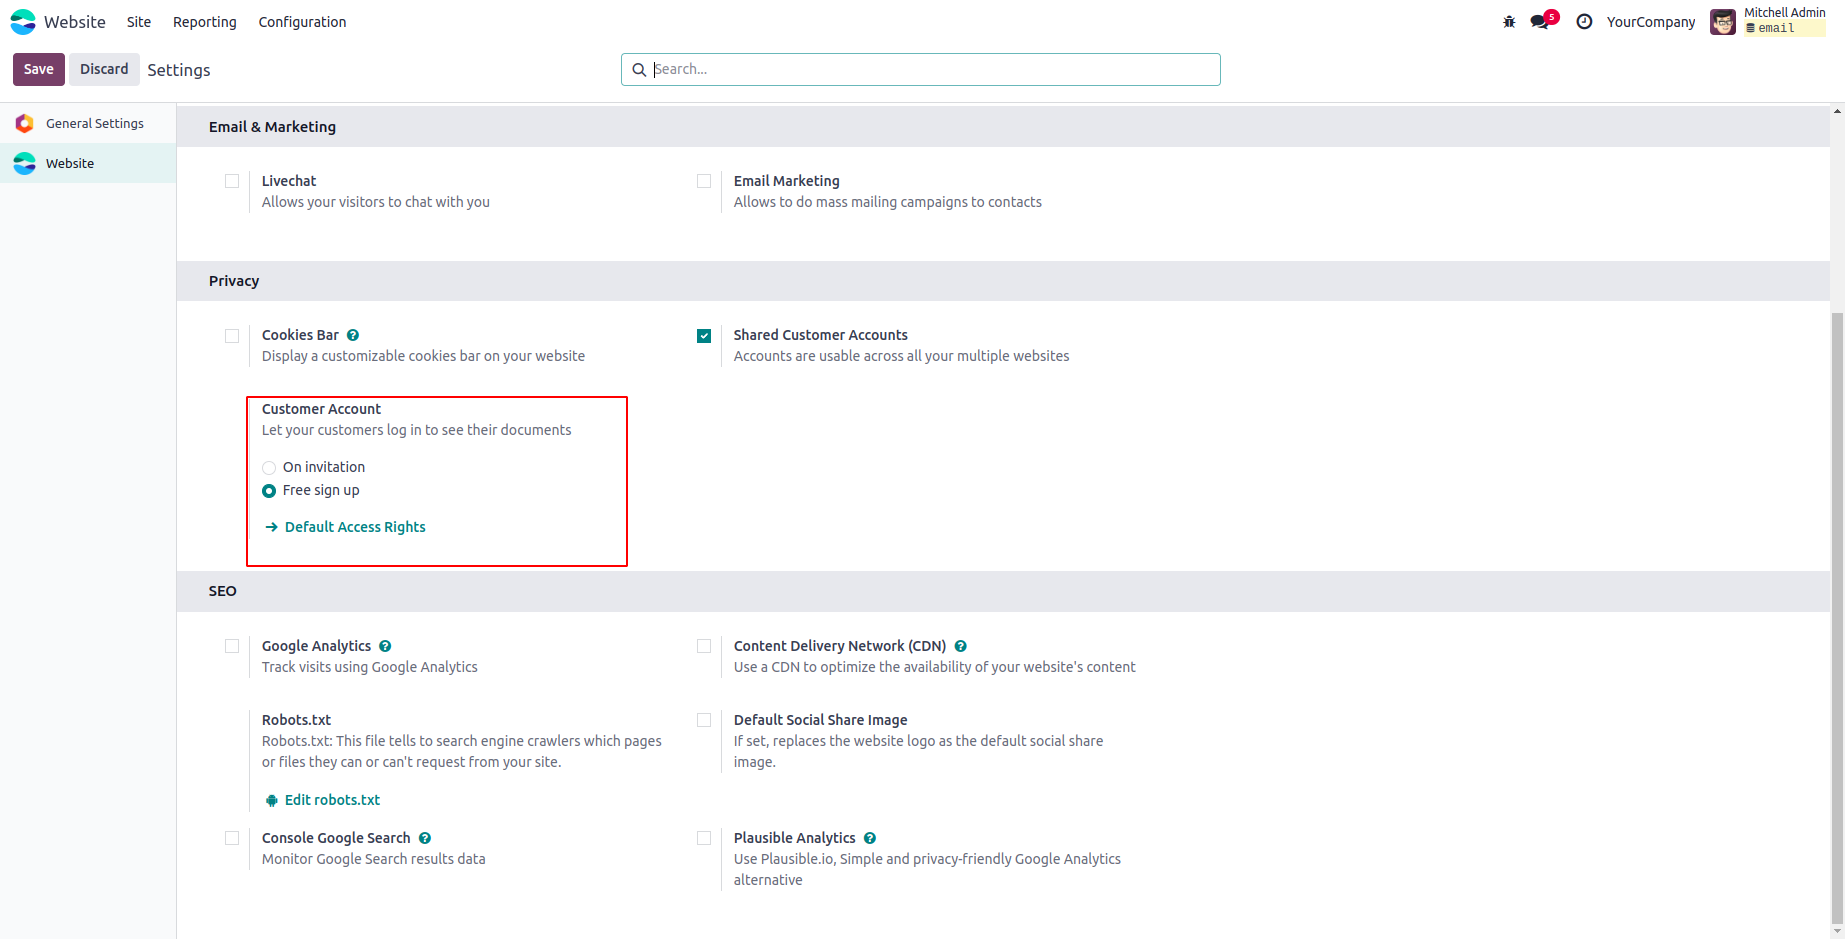 Website
Site
Reporting
Configuration
5
YourCompany
Mitchell Admin
email
Save
Discard
Settings
Search...
General Settings
Website
Email & Marketing
Livechat
Allows your visitors to chat with you
Email Marketing
Allows to do mass mailing campaigns to contacts
Privacy
Cookies Bar ?
Display a customizable cookies bar on your website
Shared Customer Accounts
Accounts are usable across all your multiple websites
Customer Account
Let your customers log in to see their documents
On invitation
Free sign up
Default Access Rights
SEO
Google Analytics ?
Track visits using Google Analytics
Content Delivery Network (CDN) ?
Use a CDN to optimize the availability of your website's content
Robots.txt
Robots.txt: This file tells to search engine crawlers which pages
or files they can or can't request from your site.
Edit robots.txt
Default Social Share Image
If set, replaces the website logo as the default social share
image.
Console Google Search ?
Monitor Google Search results data
Plausible Analytics ?
Use Plausible.io, Simple and privacy-friendly Google Analytics
alternative